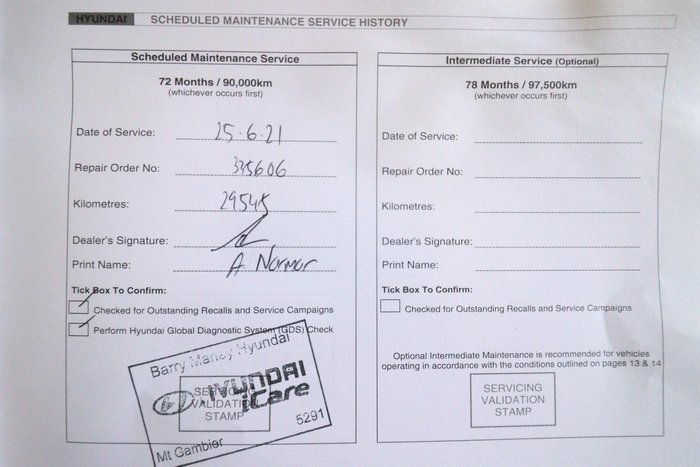 HYUNDAI SCHEDULED MAINTENANCE SERVICE HISTORY
Scheduled Maintenance Service
72 Months / 90,000km
(whichever occurs first)
Date of Service: 25-6-21
Repair Order No: 335606
Kilometres: 29545
Dealer's Signature:
Print Name: A. Normor
Tick Box To Confirm:
Checked for Outstanding Recalls and Service Campaigns
Perform Hyundai Global Diagnostic System (GDS) Check
Barry Maney Hyundai
HYUNDAI
iCare
SERVICING
VALIDATION
STAMP
5291
Mt Gambier
Intermediate Service (Optional)
78 Months / 97,500km
(whichever occurs first)
Date of Service:
Repair Order No:
Kilometres:
Dealer's Signature:
Print Name:
Tick Box To Confirm:
Checked for Outstanding Recalls and Service Campaigns
Optional Intermediate Maintenance is recommended for vehicles
operating in accordance with the conditions outlined on pages 13 & 14
SERVICING
VALIDATION
STAMP